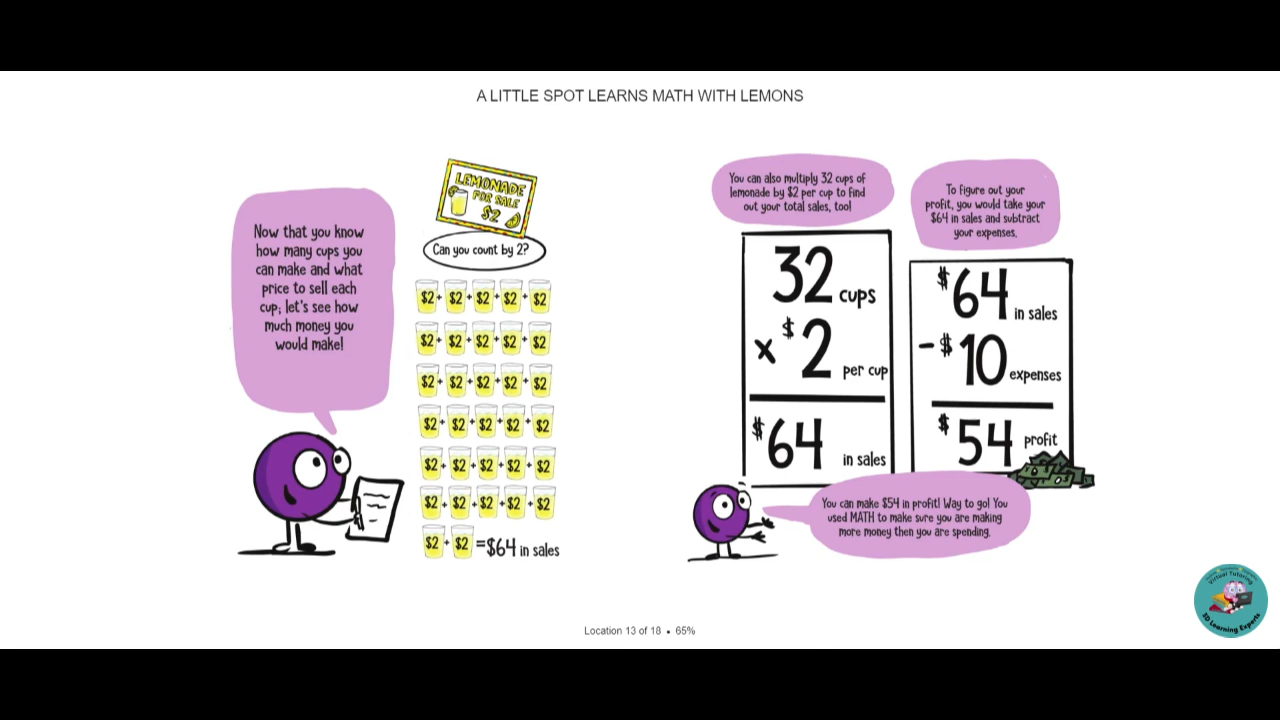 A LITTLE SPOT LEARNS MATH WITH LEMONS
Now that you know
how many cups you
can make and what
price to sell each
cup; let's see how
much money you
would make!
LEMONADE
FOR SALE
$2
Can you count by 2?
$2 + $2 + $2 + $2 + $2
$2 + $2 + $2 + $2 + $2
$2 + $2 + $2 + $2 + $2
$2 + $2 + $2 + $2 + $2
$2 + $2 + $2 + $2 + $2
$2 + $2 + $2 + $2 + $2
$2 + $2 = $64 in sales
You can also multiply 32 cups of
lemonade by $2 per cup to find
out your total sales, too!
32 cups
x $2 per cup
$64 in sales
To figure out your
profit, you would take your
$64 in sales and subtract
your expenses.
$64 in sales
- $10 expenses
$54 profit
You can make $54 in profit! Way to go! You
used MATH to make sure you are making
more money then you are spending.
Location 13 of 18 • 65%
Virtual Tutoring
3D Learning Experts